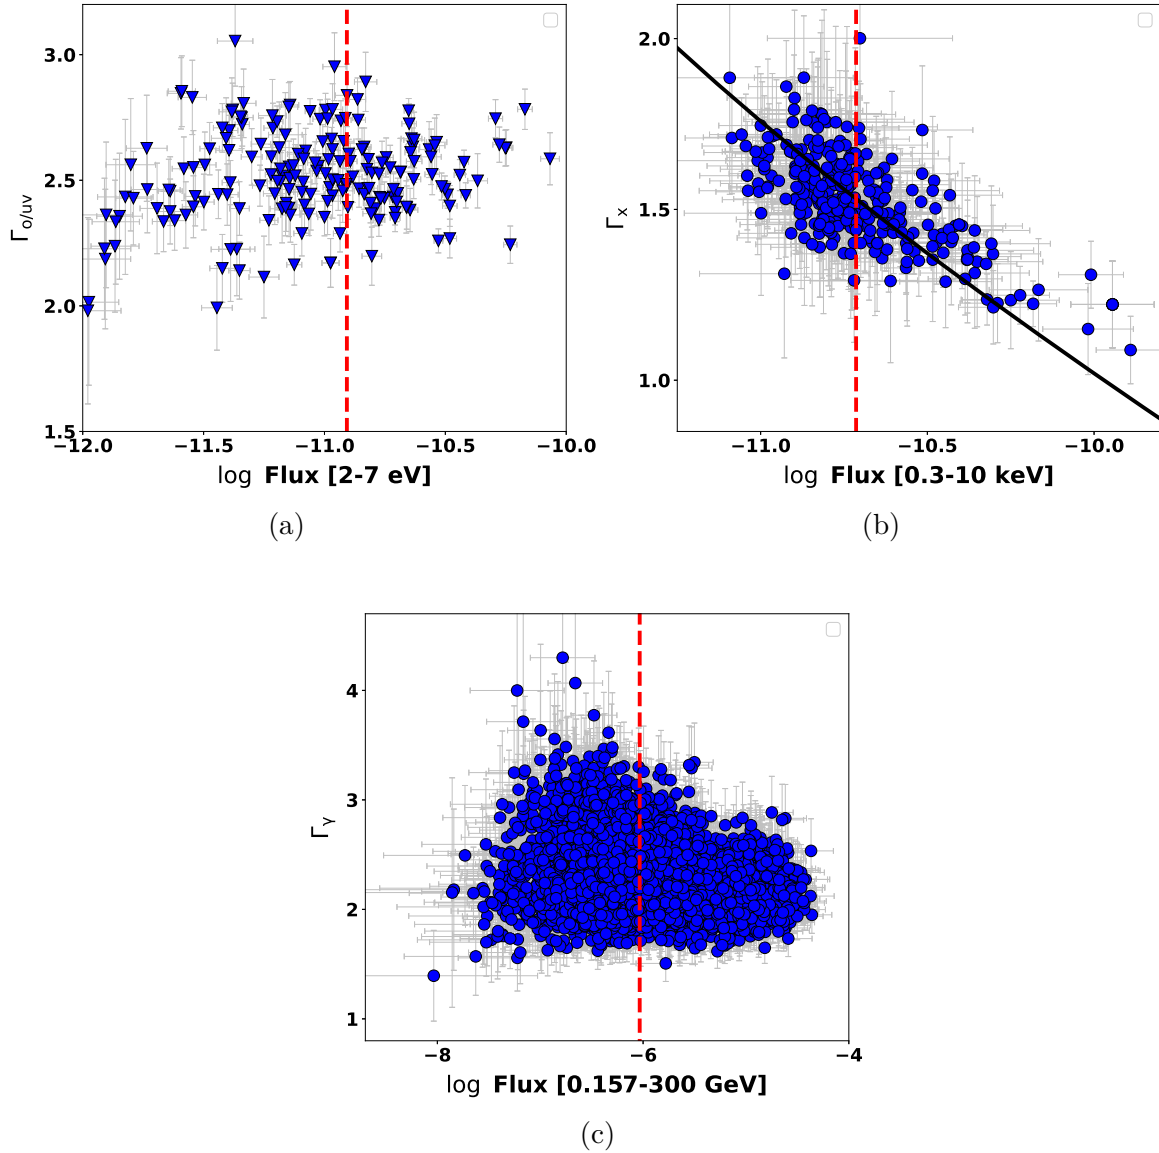 3.0
2.5
2.0
1.5
Γo/uv
−12.0 −11.5 −11.0 −10.5 −10.0
log Flux [2-7 eV]
(a)
2.0
1.5
1.0
Γx
−11.0 −10.5 −10.0
log Flux [0.3-10 keV]
(b)
4
3
2
1
Γγ
−8 −6 −4
log Flux [0.157-300 GeV]
(c)